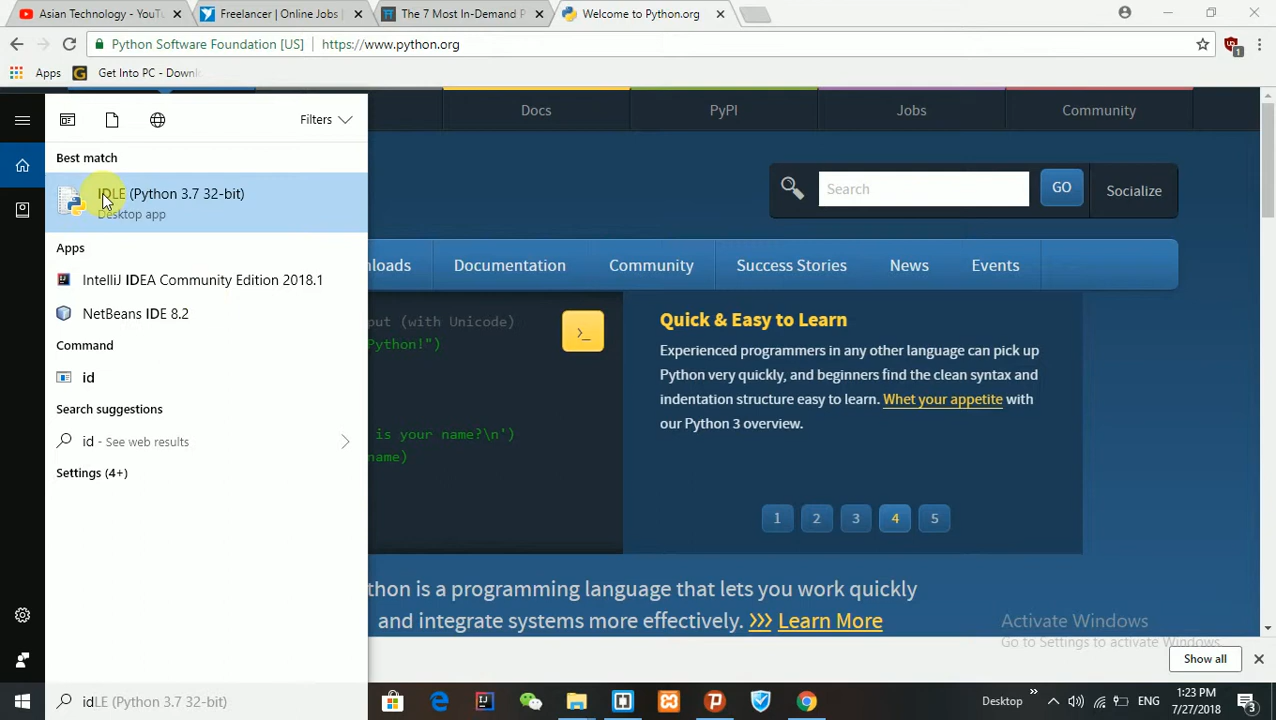 Asian Technology - YouT
Freelancer | Online Jobs |
The 7 Most In-Demand P
Welcome to Python.org
Python Software Foundation [US]
https://www.python.org
1
Apps
Get Into PC - Downl
Docs
PyPI
Jobs
Community
Filters
Best match
IDLE (Python 3.7 32-bit)
Desktop app
Search
GO
Socialize
Apps
IntelliJ IDEA Community Edition 2018.1
NetBeans IDE 8.2
Command
id
Search suggestions
id - See web results
Settings (4+)
nloads
Documentation
Community
Success Stories
News
Events
put (with Unicode)
Python!")
is your name?\n')
name)
>_
Quick & Easy to Learn
Experienced programmers in any other language can pick up
Python very quickly, and beginners find the clean syntax and
indentation structure easy to learn. Whet your appetite with
our Python 3 overview.
1
2
3
4
5
thon is a programming language that lets you work quickly
and integrate systems more effectively. >>> Learn More
Activate Windows
Go to Settings to activate Windows.
Show all
idLE (Python 3.7 32-bit)
Desktop
ENG
1:23 PM
7/27/2018
3